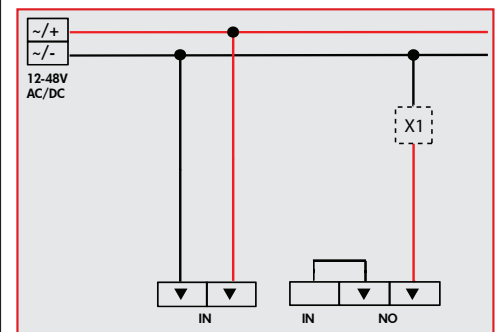 ~/+
~/-
12-48V
AC/DC
X1
IN
IN NO